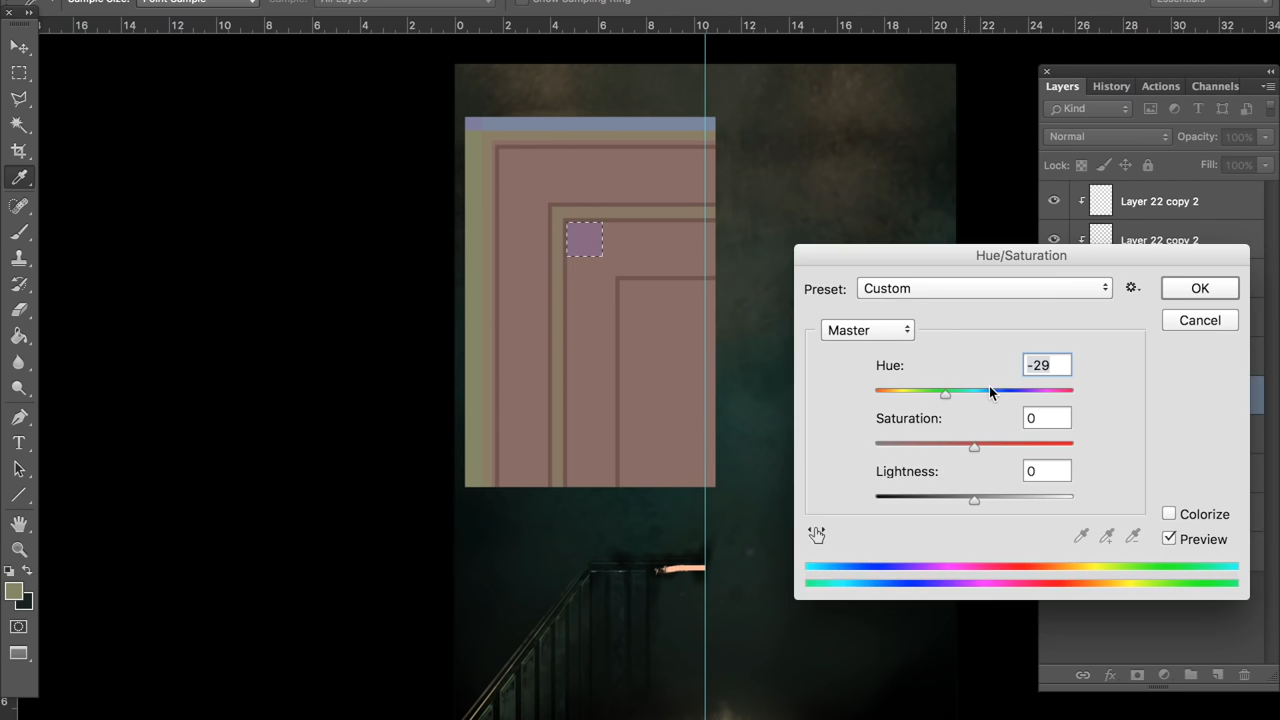 Sample Size: Point Sample Sample: All Layers Show Sampling Ring Essentials
16 14 12 10 8 6 4 2 0 2 4 6 8 10 12 14 16 18 20 22 24 26 28 30 32 34
Layers History Actions Channels
Kind
Normal Opacity: 100%
Lock: Fill: 100%
Layer 22 copy 2
Layer 22 copy 2
Hue/Saturation
Preset: Custom OK
Cancel
Master
Hue: -29
Saturation: 0
Lightness: 0
Colorize
Preview
T
fx
6